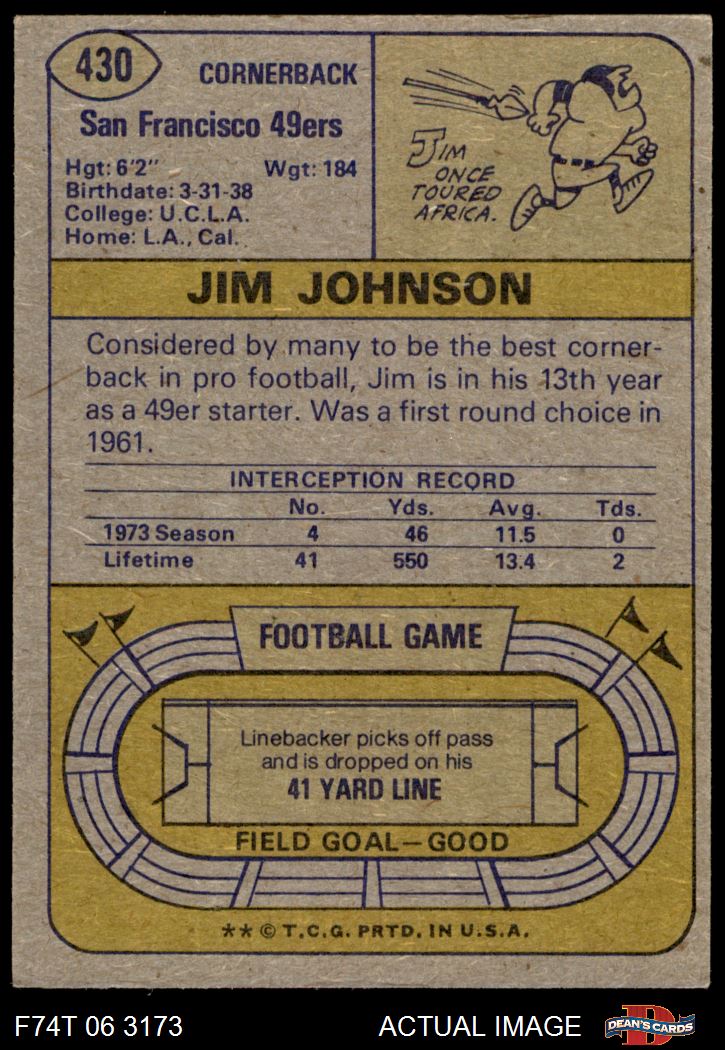 430
CORNERBACK
San Francisco 49ers
Hgt: 6'2" Wgt: 184
Birthdate: 3-31-38
College: U.C.L.A.
Home: L.A., Cal.
JIM
ONCE
TOURED
AFRICA.
JIM JOHNSON
Considered by many to be the best corner-
back in pro football, Jim is in his 13th year
as a 49er starter. Was a first round choice in
1961.
INTERCEPTION RECORD
No. Yds. Avg. Tds.
1973 Season 4 46 11.5 0
Lifetime 41 550 13.4 2
FOOTBALL GAME
Linebacker picks off pass
and is dropped on his
41 YARD LINE
FIELD GOAL—GOOD
** © T.C.G. PRTD. IN U.S.A.
F74T 06 3173 ACTUAL IMAGE
D
DEAN'S CARDS